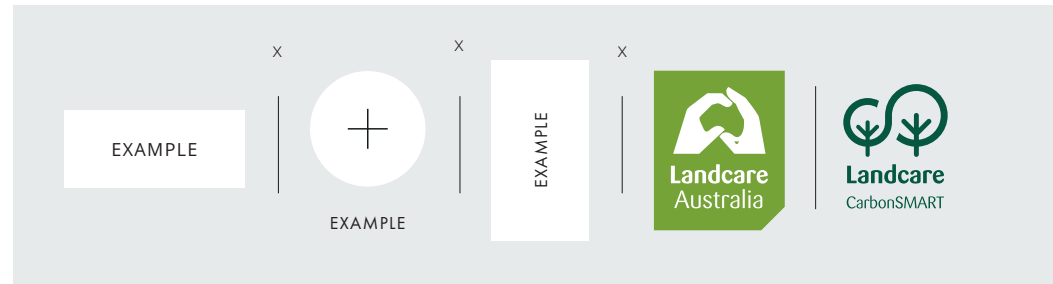 X
X
X
EXAMPLE
EXAMPLE
EXAMPLE
Landcare
Australia
Landcare
CarbonSMART